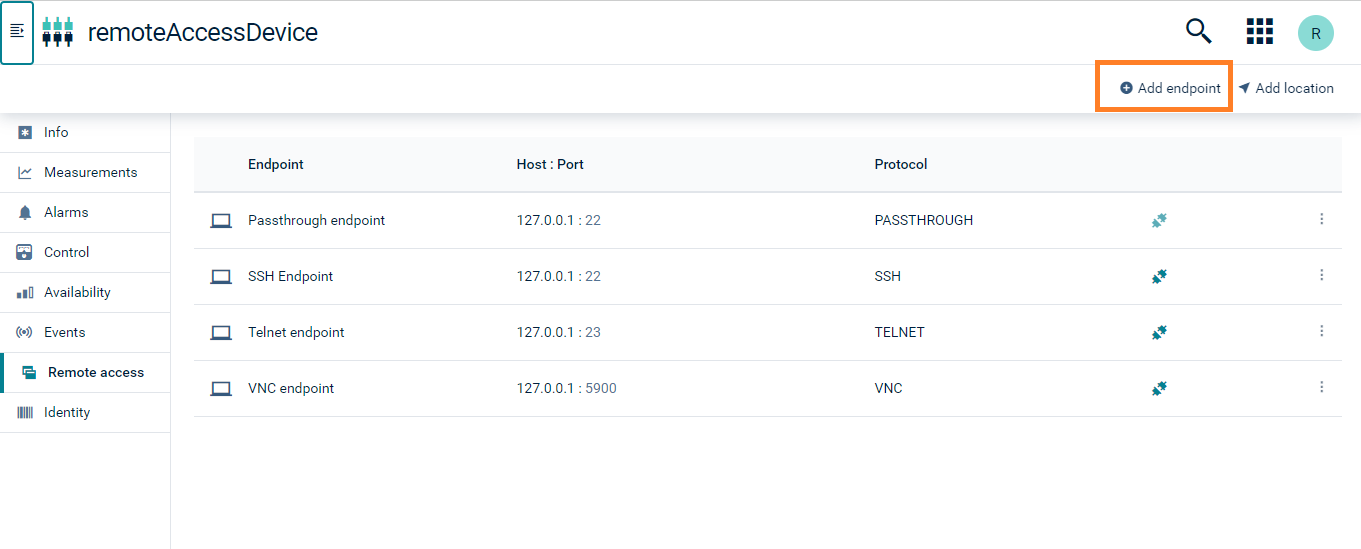 remoteAccessDevice
R
Add endpoint Add location
Info
Measurements
Alarms
Control
Availability
Events
Remote access
Identity
Endpoint Host : Port Protocol
Passthrough endpoint 127.0.0.1 : 22 PASSTHROUGH
SSH Endpoint 127.0.0.1 : 22 SSH
Telnet endpoint 127.0.0.1 : 23 TELNET
VNC endpoint 127.0.0.1 : 5900 VNC